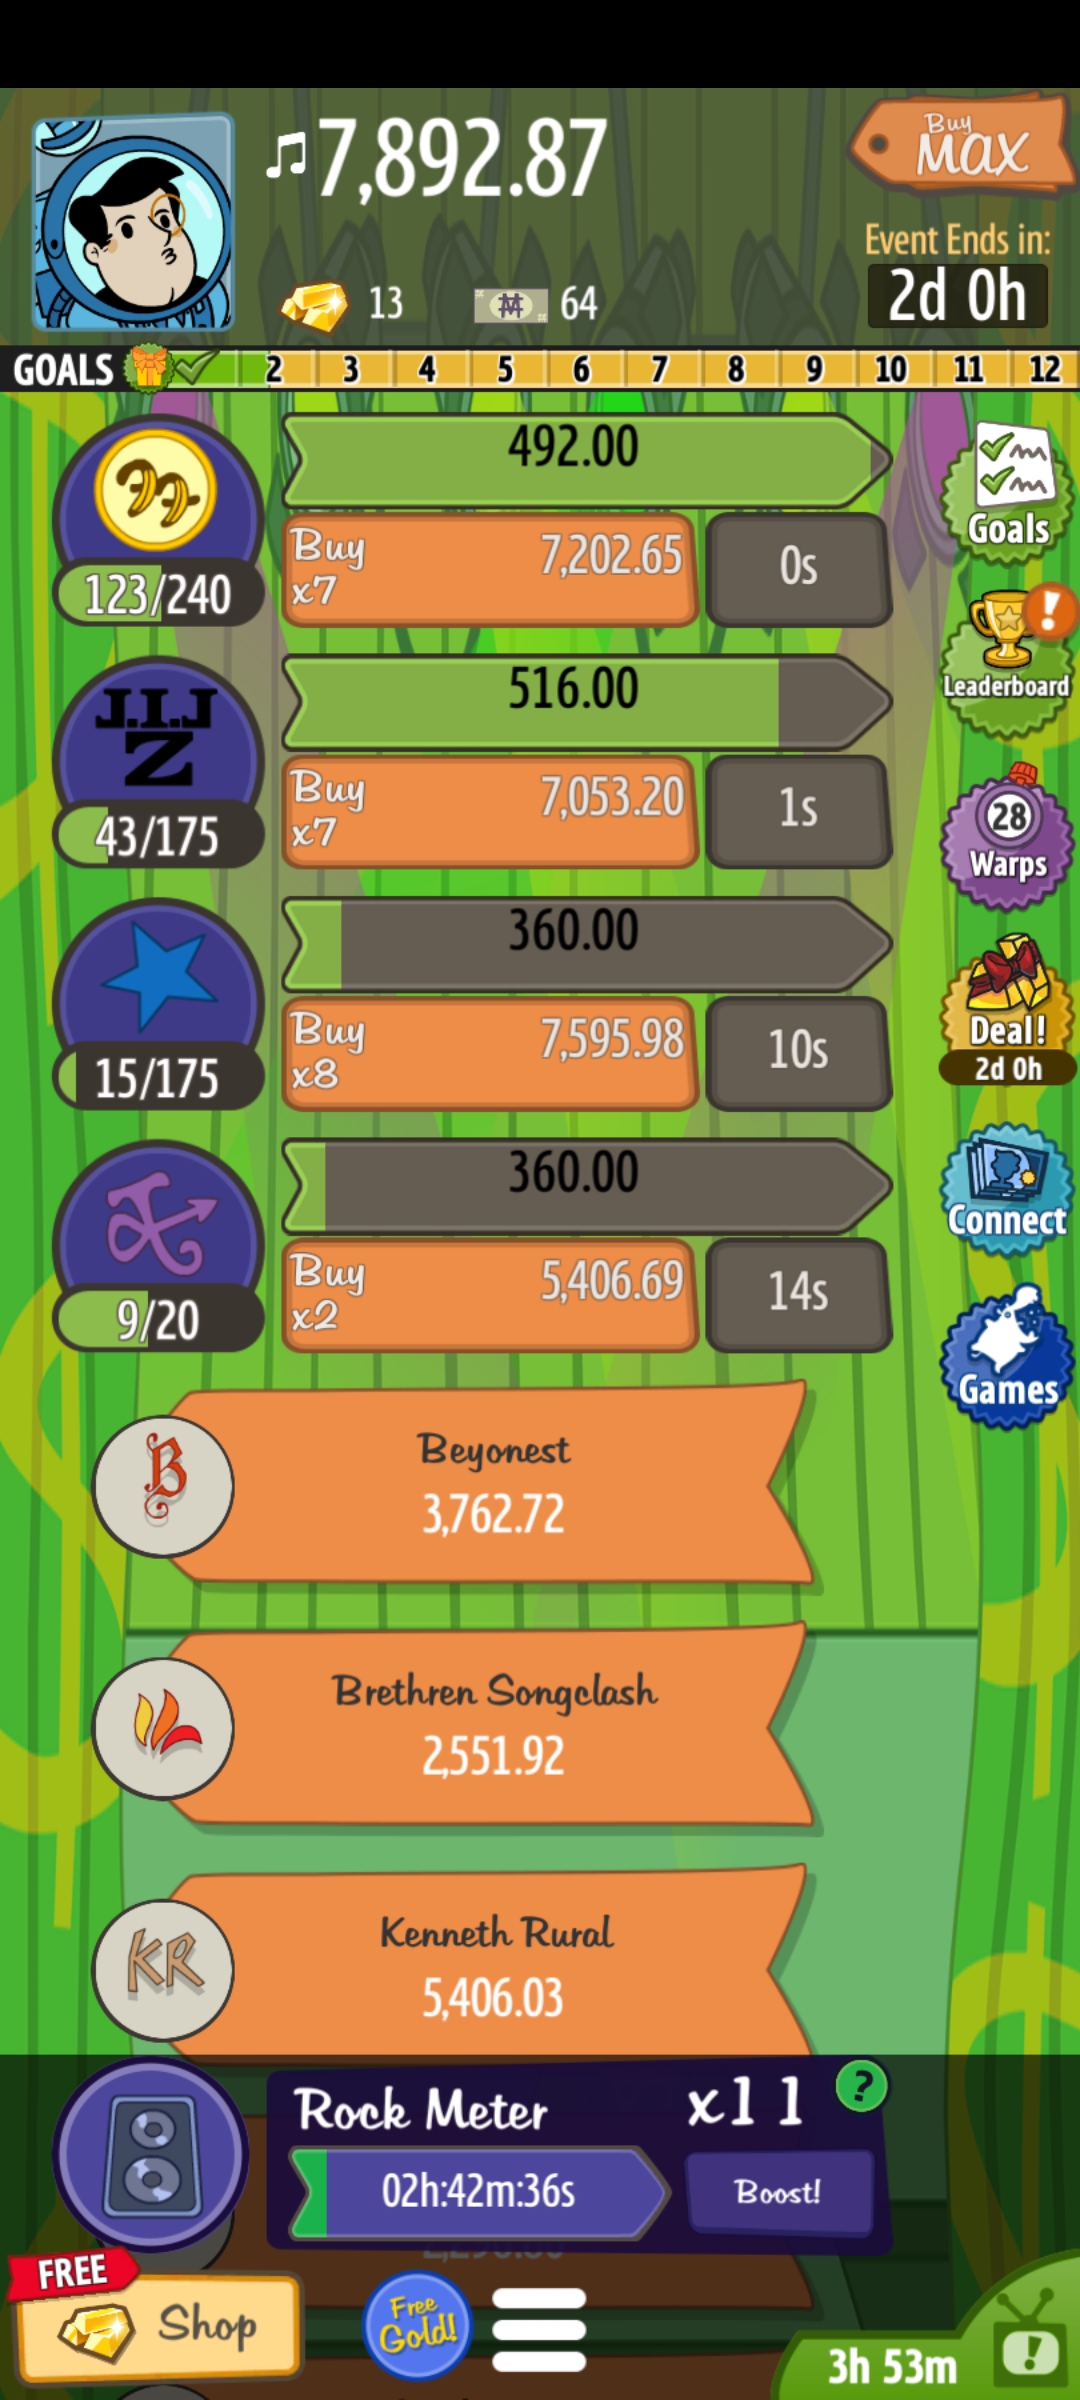 7,892.87
Buy
MAX
13
64
Event Ends in:
2d 0h
GOALS 2 3 4 5 6 7 8 9 10 11 12
492.00
123/240
Buy
x7
7,202.65
0s
Goals
J.I.J
Z
516.00
43/175
Buy
x7
7,053.20
1s
Leaderboard
28
Warps
360.00
15/175
Buy
x8
7,595.98
10s
Deal!
2d 0h
360.00
9/20
Buy
x2
5,406.69
14s
Connect
Games
B
Beyonest
3,762.72
Brethren Songclash
2,551.92
KR
Kenneth Rural
5,406.03
Rock Meter
x11
?
02h:42m:36s
Boost!
FREE
Shop
Free
Gold!
3h 53m